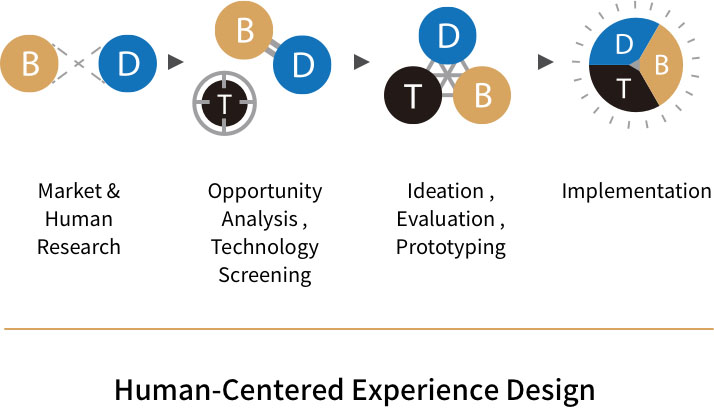 B
D
B
D
T
D
T
B
D
B
T
Market &
Human
Research
Opportunity
Analysis ,
Technology
Screening
Ideation ,
Evaluation ,
Prototyping
Implementation
Human-Centered Experience Design